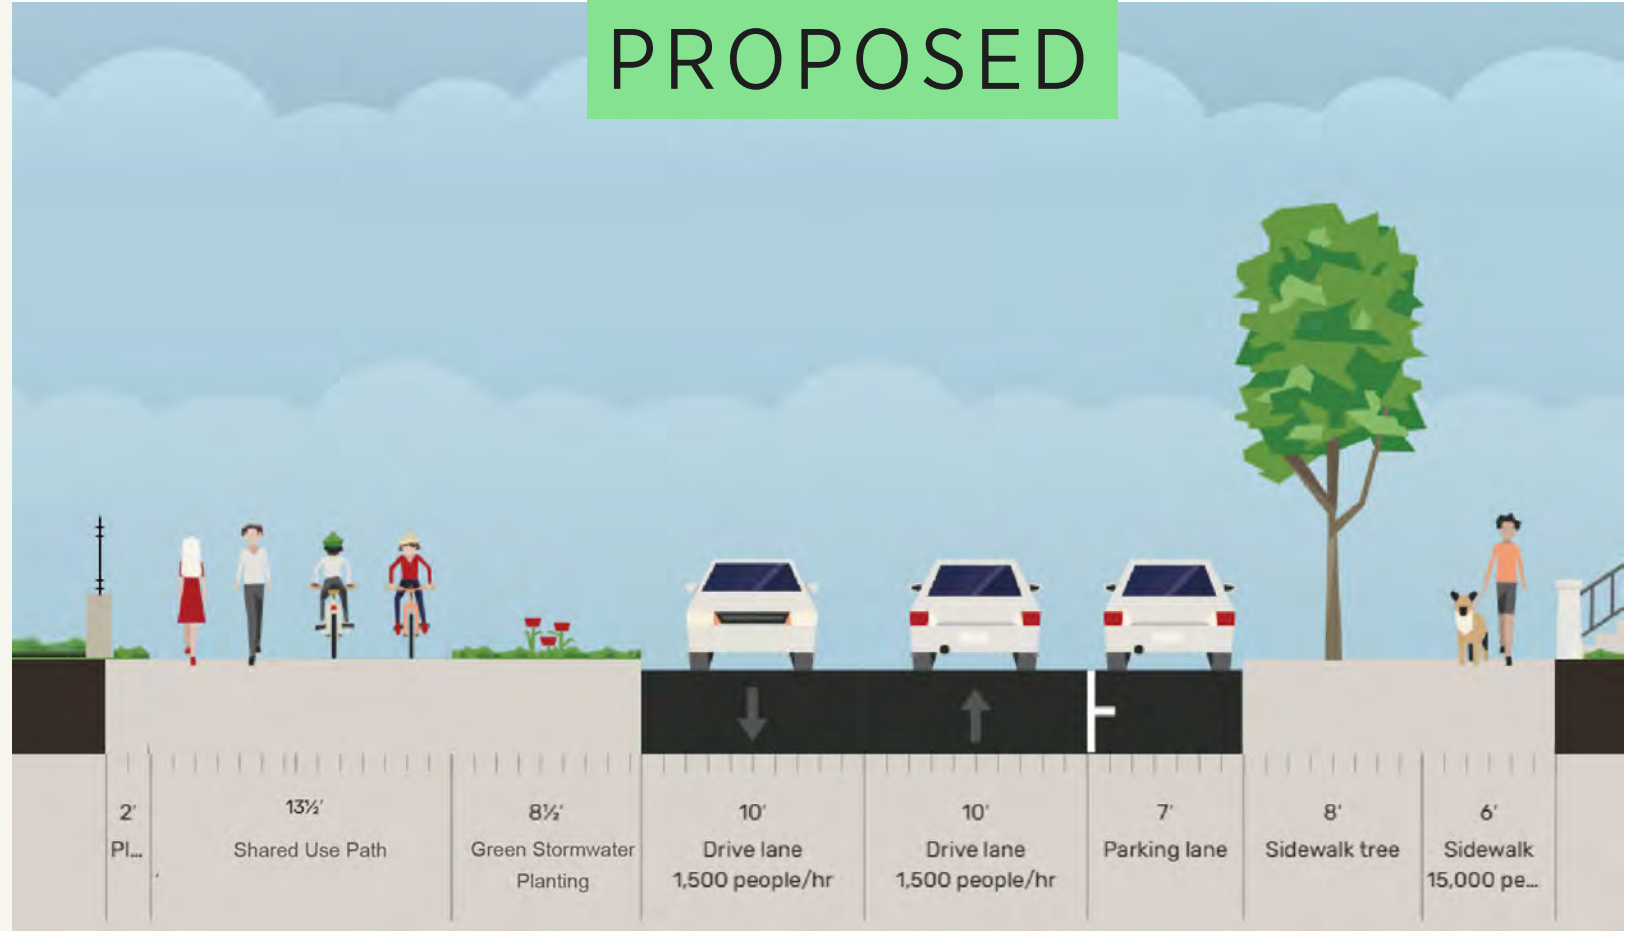 PROPOSED
2'
Pl...
13½'
Shared Use Path
8½'
Green Stormwater
Planting
10'
Drive lane
1,500 people/hr
10'
Drive lane
1,500 people/hr
7'
Parking lane
8'
Sidewalk tree
6'
Sidewalk
15,000 pe...